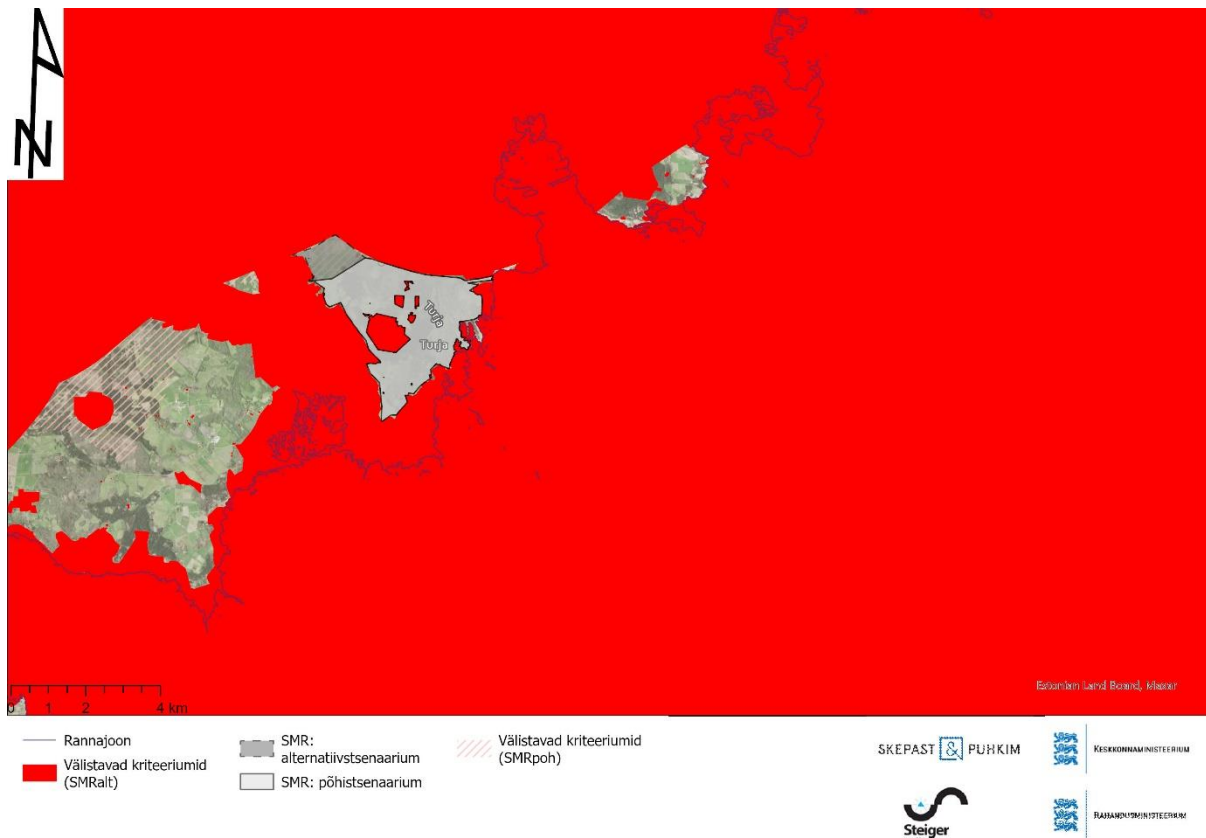 N
Turja
Turja
Estonian Land Board, Maxar
0 1 2 4 km
Rannajoon
Välistavad kriteeriumid
(SMRalt)
SMR:
alternatiivstsenaarium
SMR: põhistsenaarium
Välistavad kriteeriumid
(SMRpoh)
SKEPAST & PUHKIM
KESKKONNAMINISTEERIUM
Steiger
RAHANDUSMINISTEERIUM